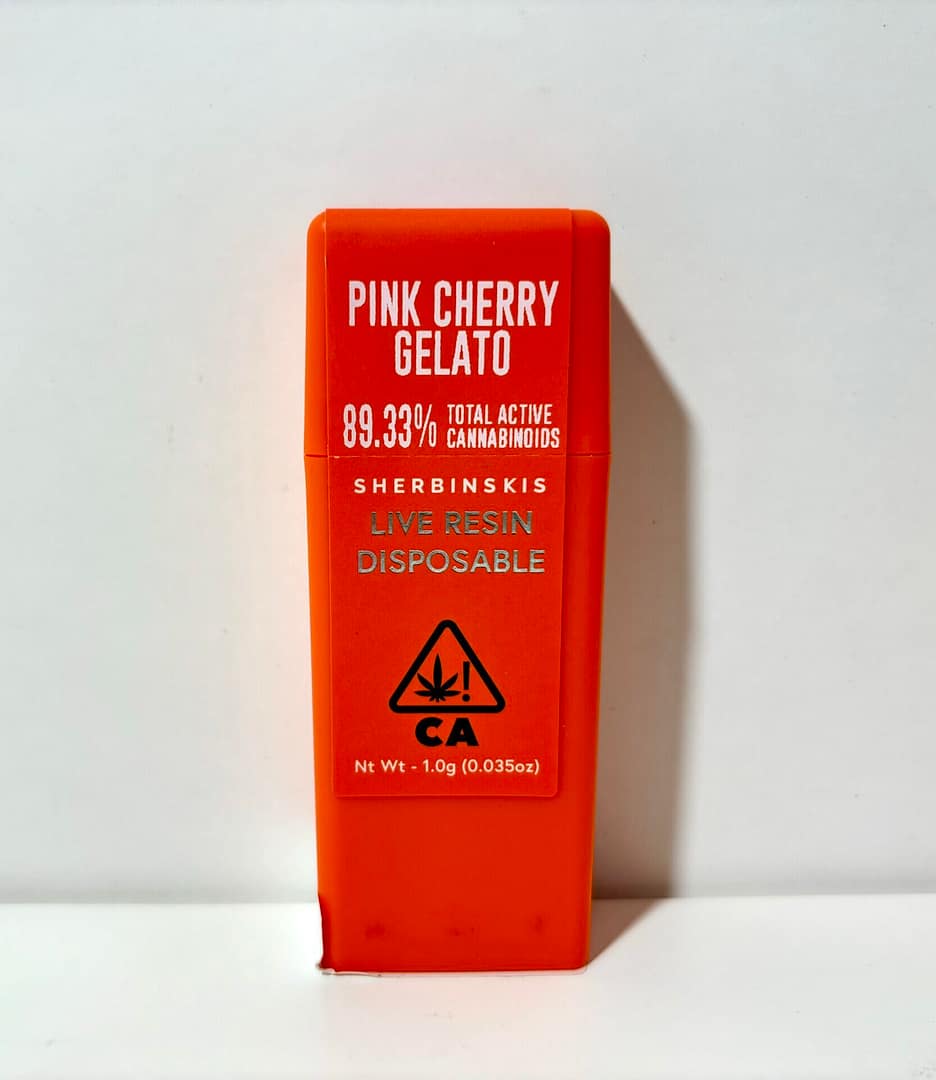 PINK CHERRY
GELATO
89.33% TOTAL ACTIVE
CANNABINOIDS
SHERBINSKIS
LIVE RESIN
DISPOSABLE
!
CA
Nt Wt - 1.0g (0.035oz)